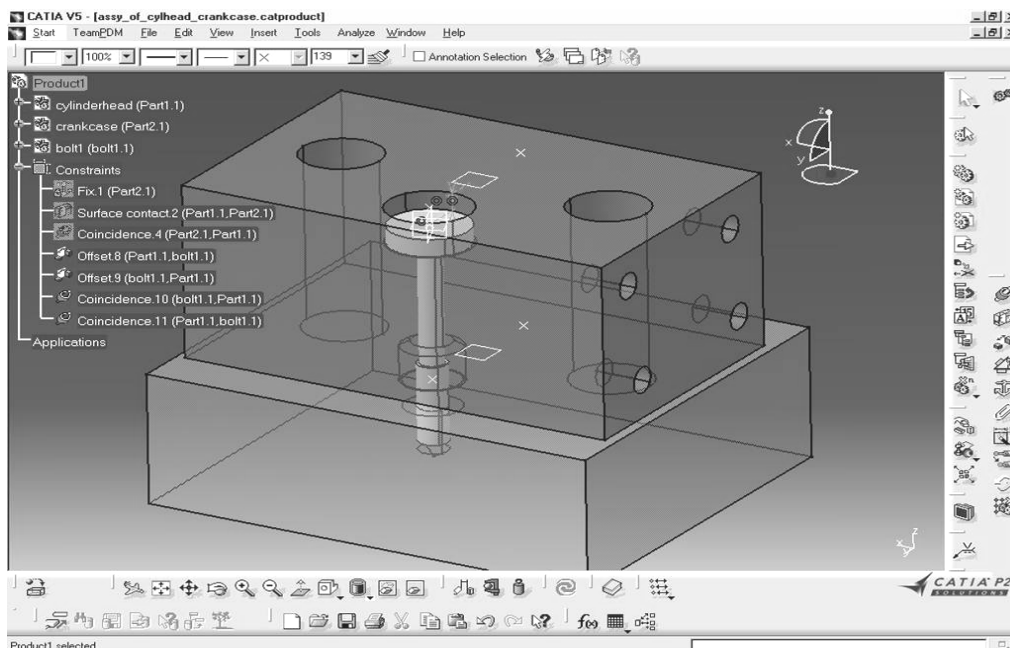 CATIA V5 - [assy_of_cylhead_crankcase.catproduct]
Start TeamPDM File Edit View Insert Tools Analyze Window Help
100% 139 Annotation Selection
Product1
cylinderhead (Part1.1)
crankcase (Part2.1)
bolt1 (bolt1.1)
Constraints
Fix.1 (Part2.1)
Surface contact.2 (Part1.1,Part2.1)
Coincidence.4 (Part2.1,Part1.1)
Offset.8 (Part1.1,bolt1.1)
Offset.9 (bolt1.1,Part1.1)
Coincidence.10 (bolt1.1,Part1.1)
Coincidence.11 (Part1.1,bolt1.1)
Applications
z
x
y
z
x
y
CATIA P2
SOLUTIONS
f(x)
Product1 selected